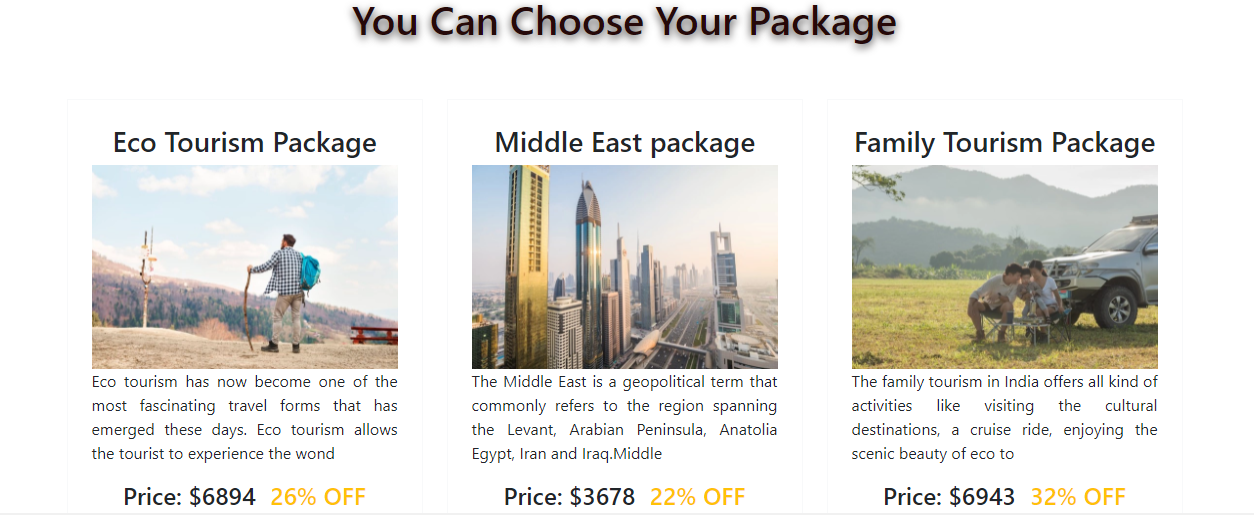 You Can Choose Your Package
Eco Tourism Package
Eco tourism has now become one of the
most fascinating travel forms that has
emerged these days. Eco tourism allows
the tourist to experience the wond
Price: $6894 26% OFF
Middle East package
The Middle East is a geopolitical term that
commonly refers to the region spanning
the Levant, Arabian Peninsula, Anatolia
Egypt, Iran and Iraq.Middle
Price: $3678 22% OFF
Family Tourism Package
The family tourism in India offers all kind of
activities like visiting the cultural
destinations, a cruise ride, enjoying the
scenic beauty of eco to
Price: $6943 32% OFF